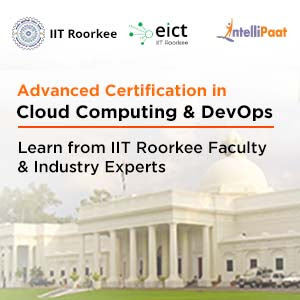 IIT Roorkee
eict
IIT Roorkee
intelliPaat
Advanced Certification in
Cloud Computing & DevOps
Learn from IIT Roorkee Faculty
& Industry Experts